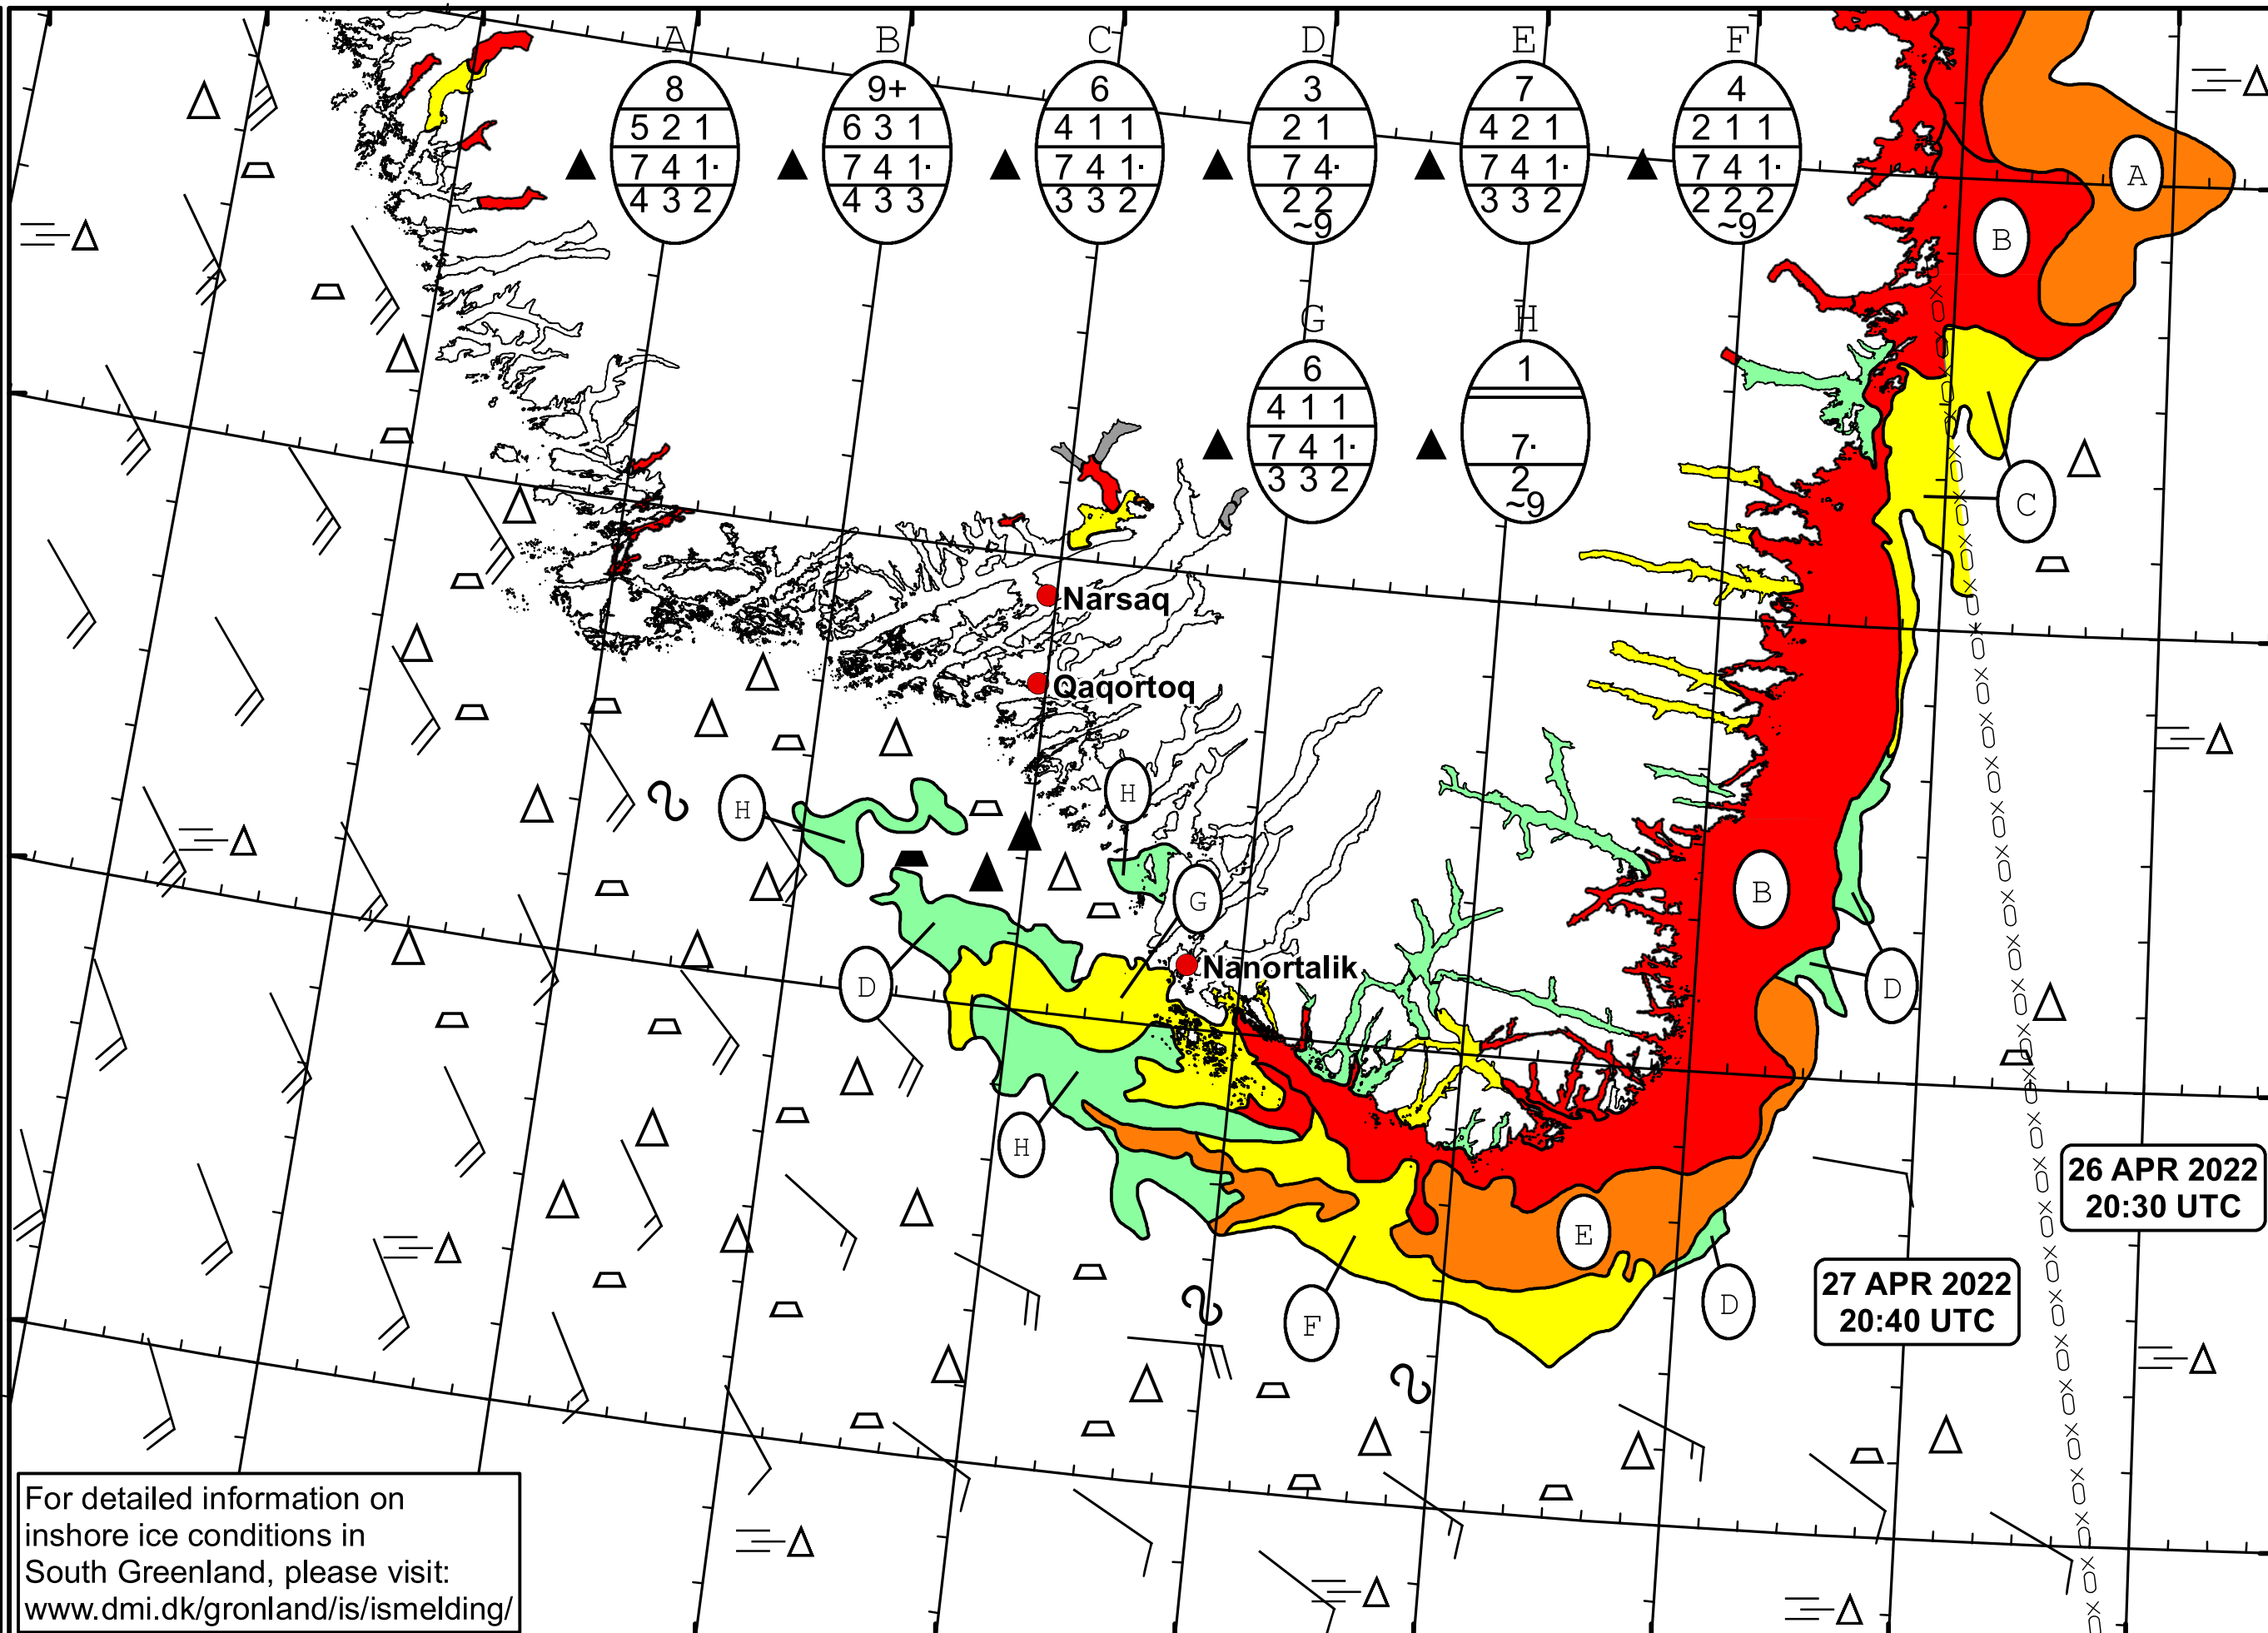 A B C D E F
8 9+ 6 3 7 4
5 2 1 6 3 1 4 1 1 2 1 4 2 1 2 1 1
7 4 1· 7 4 1· 7 4 1· 7 4· 7 4 1· 7 4 1·
4 3 2 4 3 3 3 3 2 2 2 3 3 2 2 2 2
~9 ~9
A
B
G H
6 1
4 1 1
7 4 1· 7·
3 3 2 2
~9
C
Narsaq
Qaqortoq
H H
B
G
D Nanortalik D
H
E
F D
26 APR 2022
20:30 UTC
27 APR 2022
20:40 UTC
For detailed information on
inshore ice conditions in
South Greenland, please visit:
www.dmi.dk/gronland/is/ismelding/